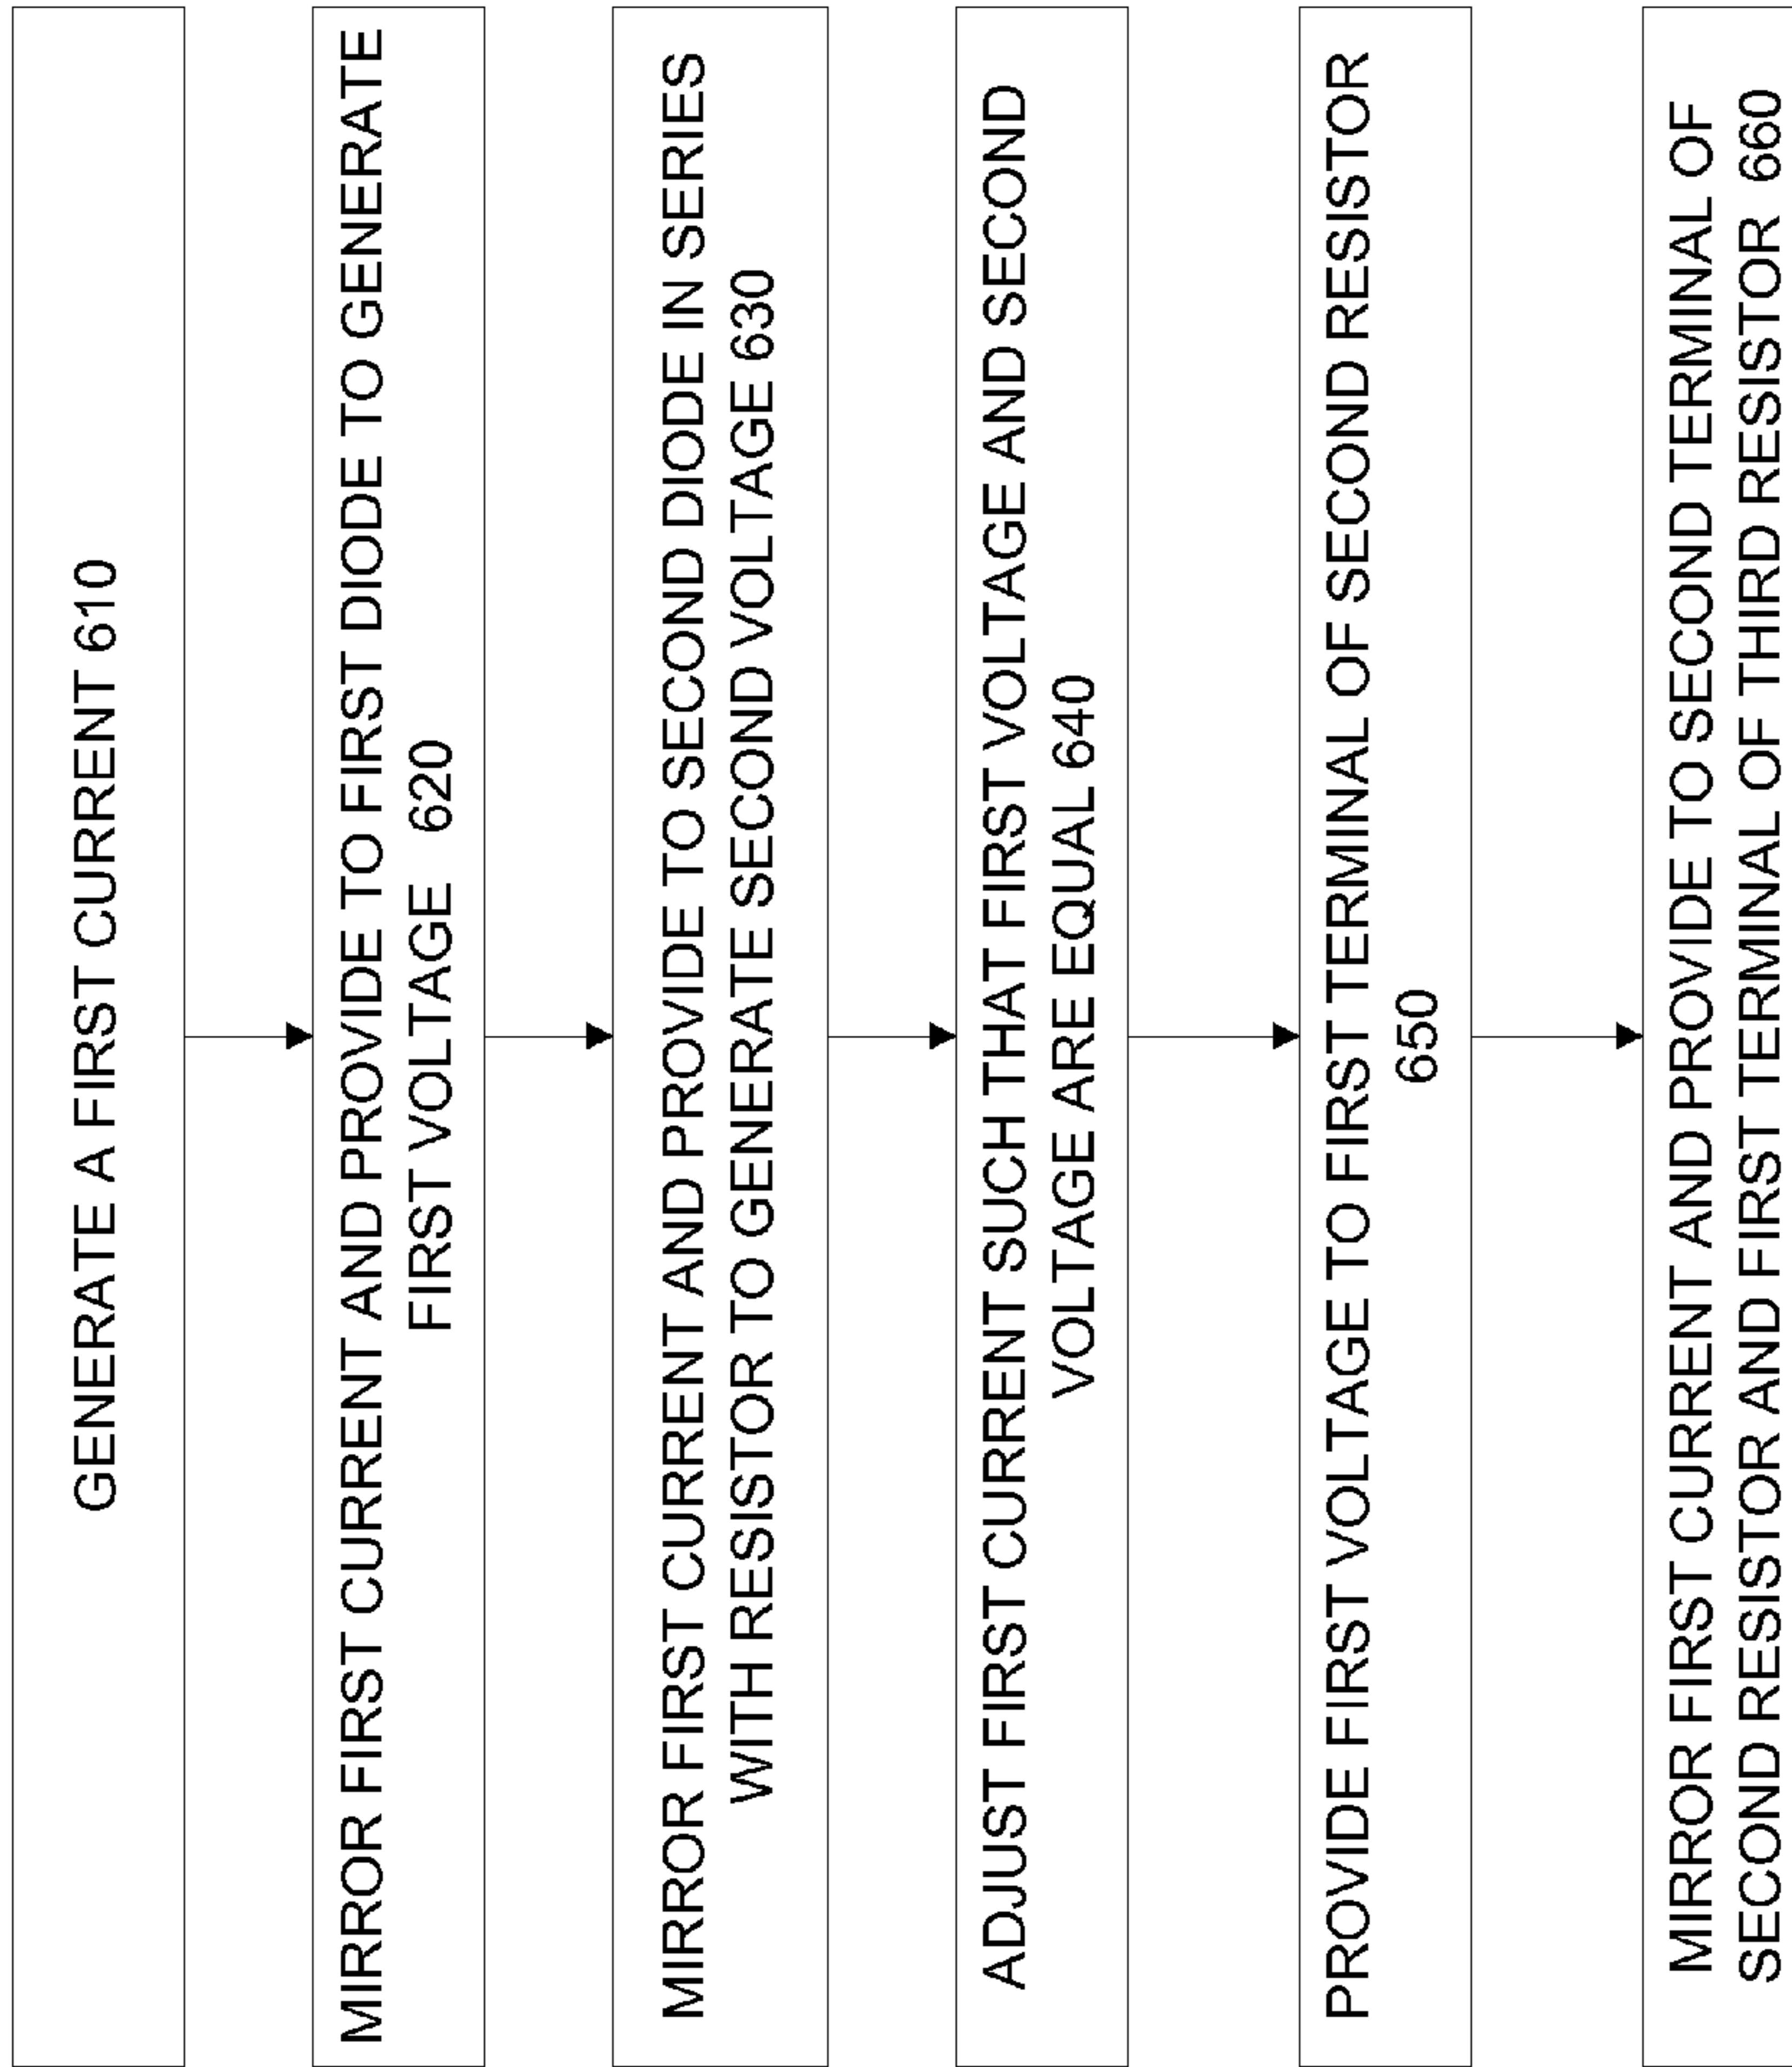 GENERATE A FIRST CURRENT 610
MIRROR FIRST CURRENT AND PROVIDE TO FIRST DIODE TO GENERATE
FIRST VOLTAGE 620
MIRROR FIRST CURRENT AND PROVIDE TO SECOND DIODE IN SERIES
WITH RESISTOR TO GENERATE SECOND VOLTAGE 630
ADJUST FIRST CURRENT SUCH THAT FIRST VOLTAGE AND SECOND
VOLTAGE ARE EQUAL 640
PROVIDE FIRST VOLTAGE TO FIRST TERMINAL OF SECOND RESISTOR
650
MIRROR FIRST CURRENT AND PROVIDE TO SECOND TERMINAL OF
SECOND RESISTOR AND FIRST TERMINAL OF THIRD RESISTOR 660